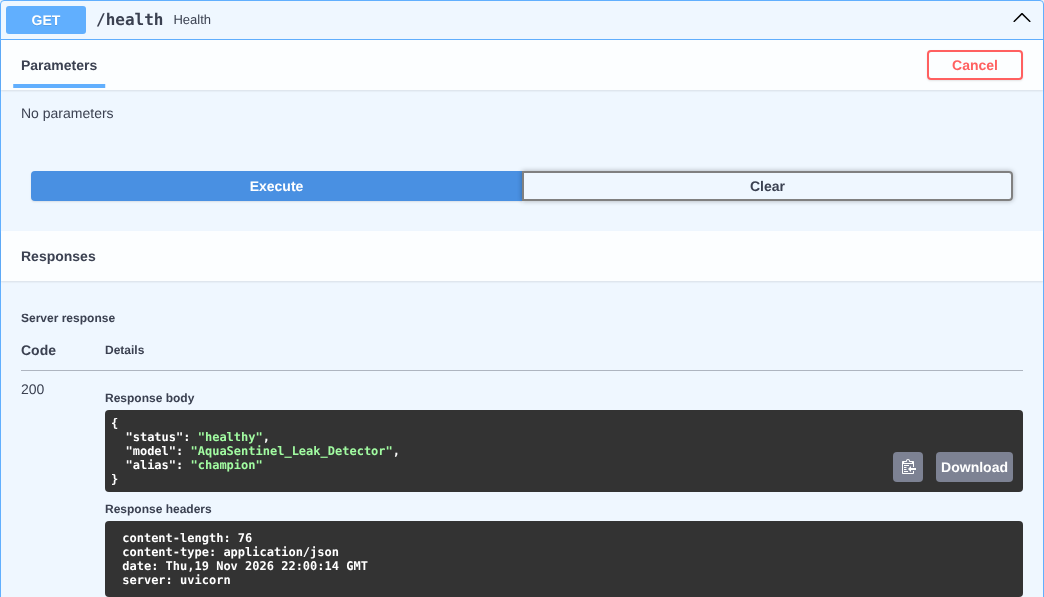 GET /health Health
Parameters
Cancel
No parameters
Execute
Clear
Responses
Server response
Code Details
200
Response body
{
  "status": "healthy",
  "model": "AquaSentinel_Leak_Detector",
  "alias": "champion"
}
Download
Response headers
content-length: 76
content-type: application/json
date: Thu,19 Nov 2026 22:00:14 GMT
server: uvicorn